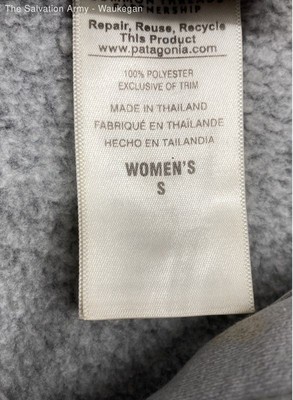 The Salvation Army - Waukegan
Repair, Reuse, Recycle
This Product
www.patagonia.com
100% POLYESTER
EXCLUSIVE OF TRIM
MADE IN THAILAND
FABRIQUÉ EN THAÏLANDE
HECHO EN TAILANDIA
WOMEN'S
S